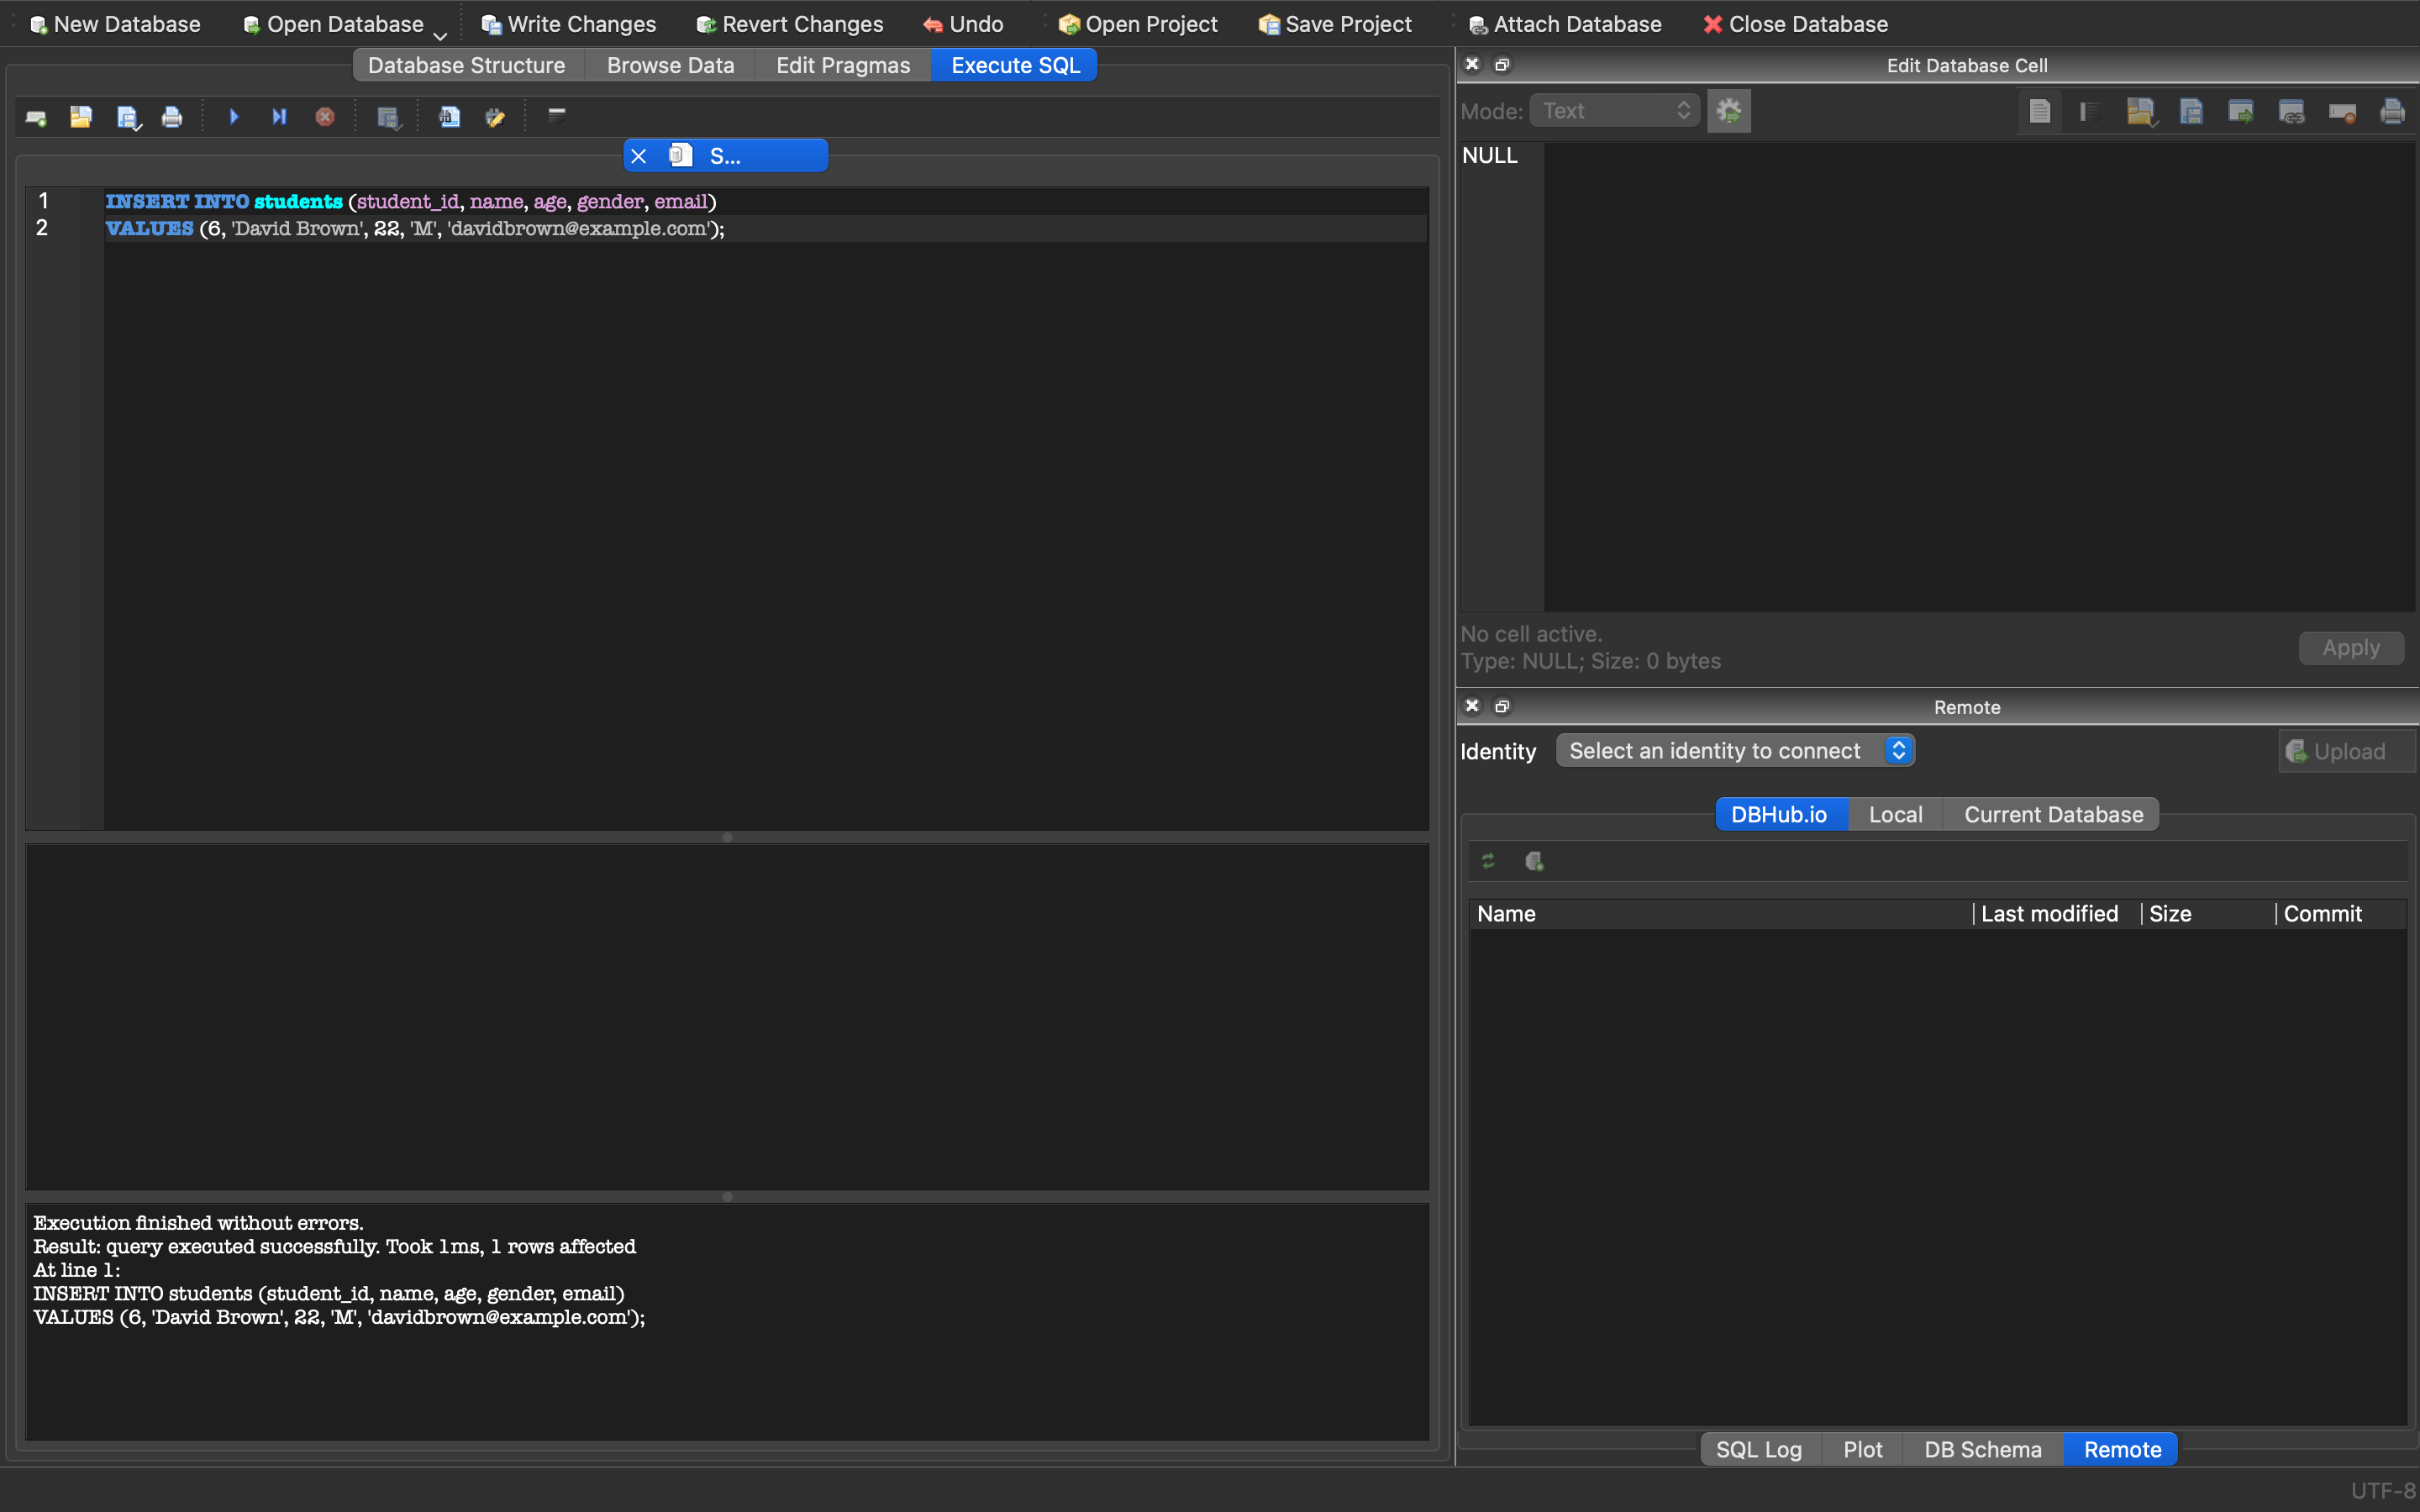 New Database Open Database Write Changes Revert Changes Undo Open Project Save Project Attach Database Close Database
Database Structure Browse Data Edit Pragmas Execute SQL
S...
1 INSERT INTO students (student_id, name, age, gender, email)
2 VALUES (6, 'David Brown', 22, 'M', 'davidbrown@example.com');
Execution finished without errors.
Result: query executed successfully. Took 1ms, 1 rows affected
At line 1:
INSERT INTO students (student_id, name, age, gender, email)
VALUES (6, 'David Brown', 22, 'M', 'davidbrown@example.com');
Edit Database Cell
Mode: Text
NULL
No cell active.
Type: NULL; Size: 0 bytes
Apply
Remote
Identity Select an identity to connect Upload
DBHub.io Local Current Database
Name Last modified Size Commit
SQL Log Plot DB Schema Remote
UTF-8